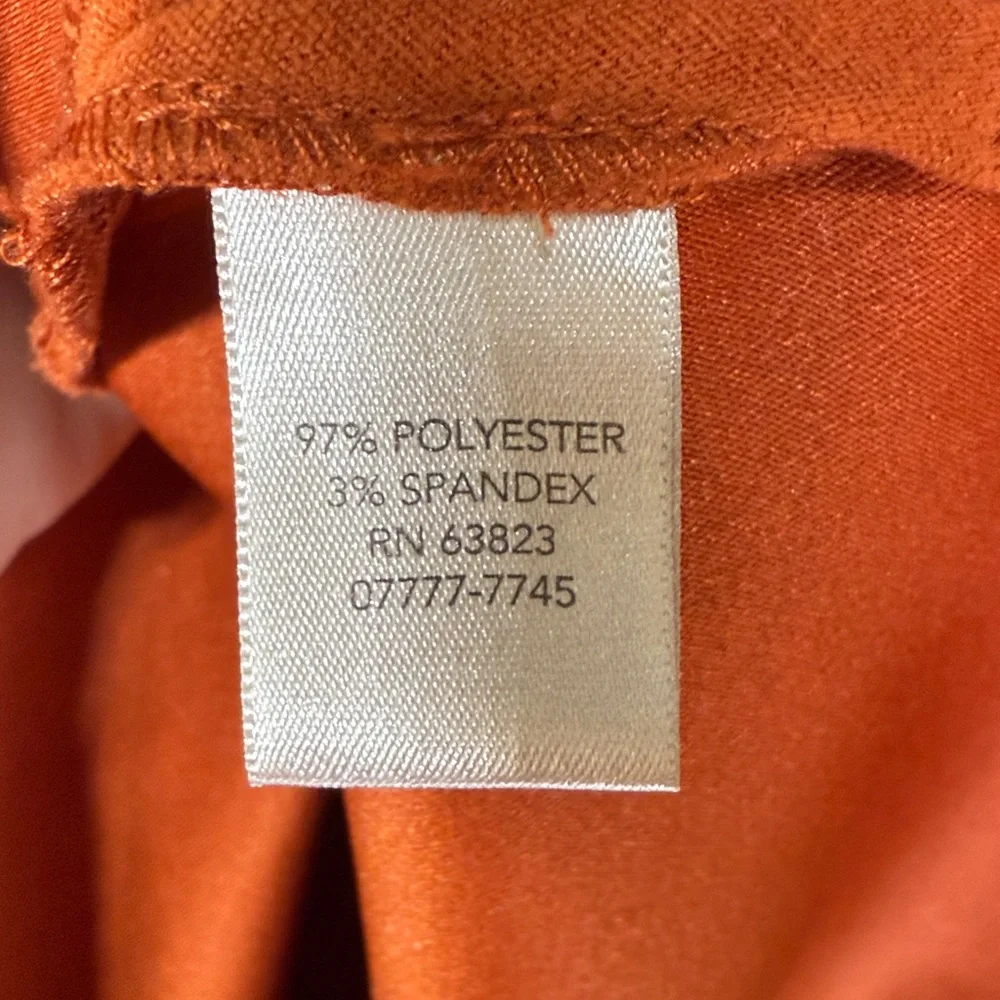 97% POLYESTER
3% SPANDEX
RN 63823
07777-7745